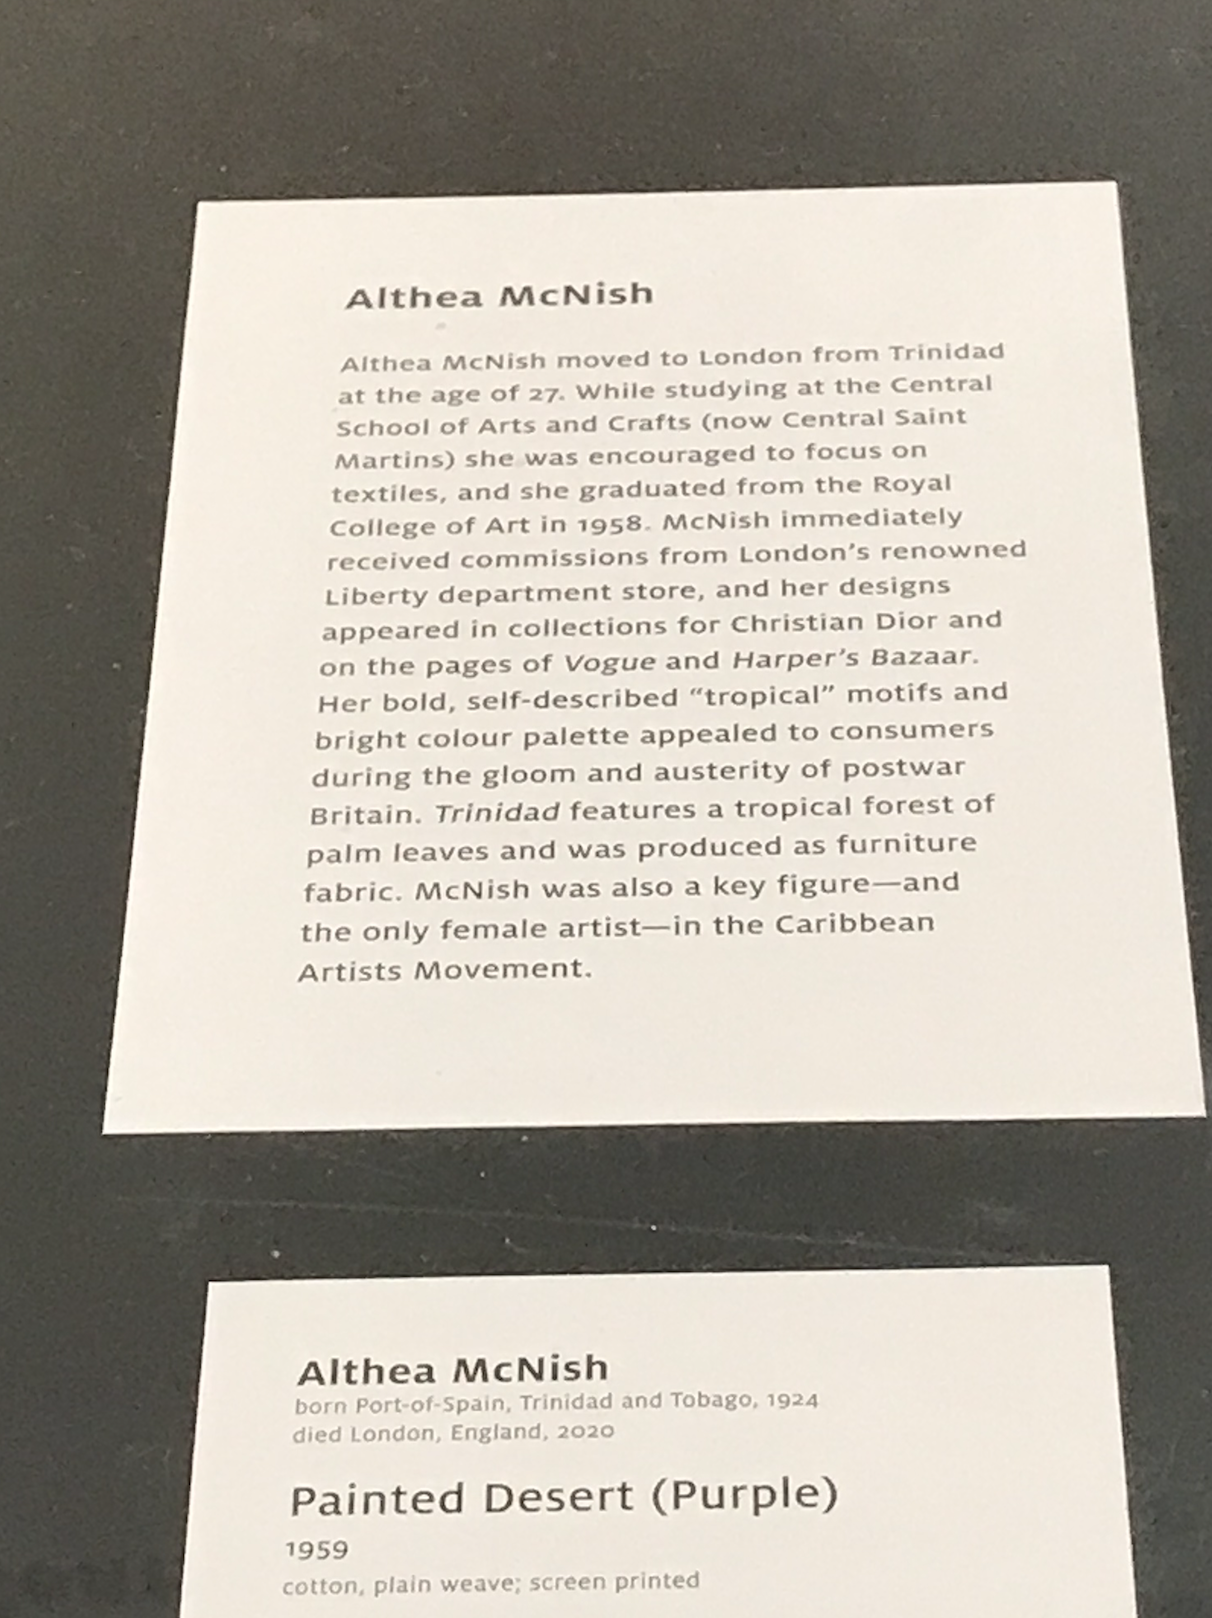 Althea McNish
Althea McNish moved to London from Trinidad
at the age of 27. While studying at the Central
School of Arts and Crafts (now Central Saint
Martins) she was encouraged to focus on
textiles, and she graduated from the Royal
College of Art in 1958. McNish immediately
received commissions from London’s renowned
Liberty department store, and her designs
appeared in collections for Christian Dior and
on the pages of Vogue and Harper’s Bazaar.
Her bold, self-described “tropical” motifs and
bright colour palette appealed to consumers
during the gloom and austerity of postwar
Britain. Trinidad features a tropical forest of
palm leaves and was produced as furniture
fabric. McNish was also a key figure—and
the only female artist—in the Caribbean
Artists Movement.
Althea McNish
born Port-of-Spain, Trinidad and Tobago, 1924
died London, England, 2020
Painted Desert (Purple)
1959
cotton, plain weave; screen printed